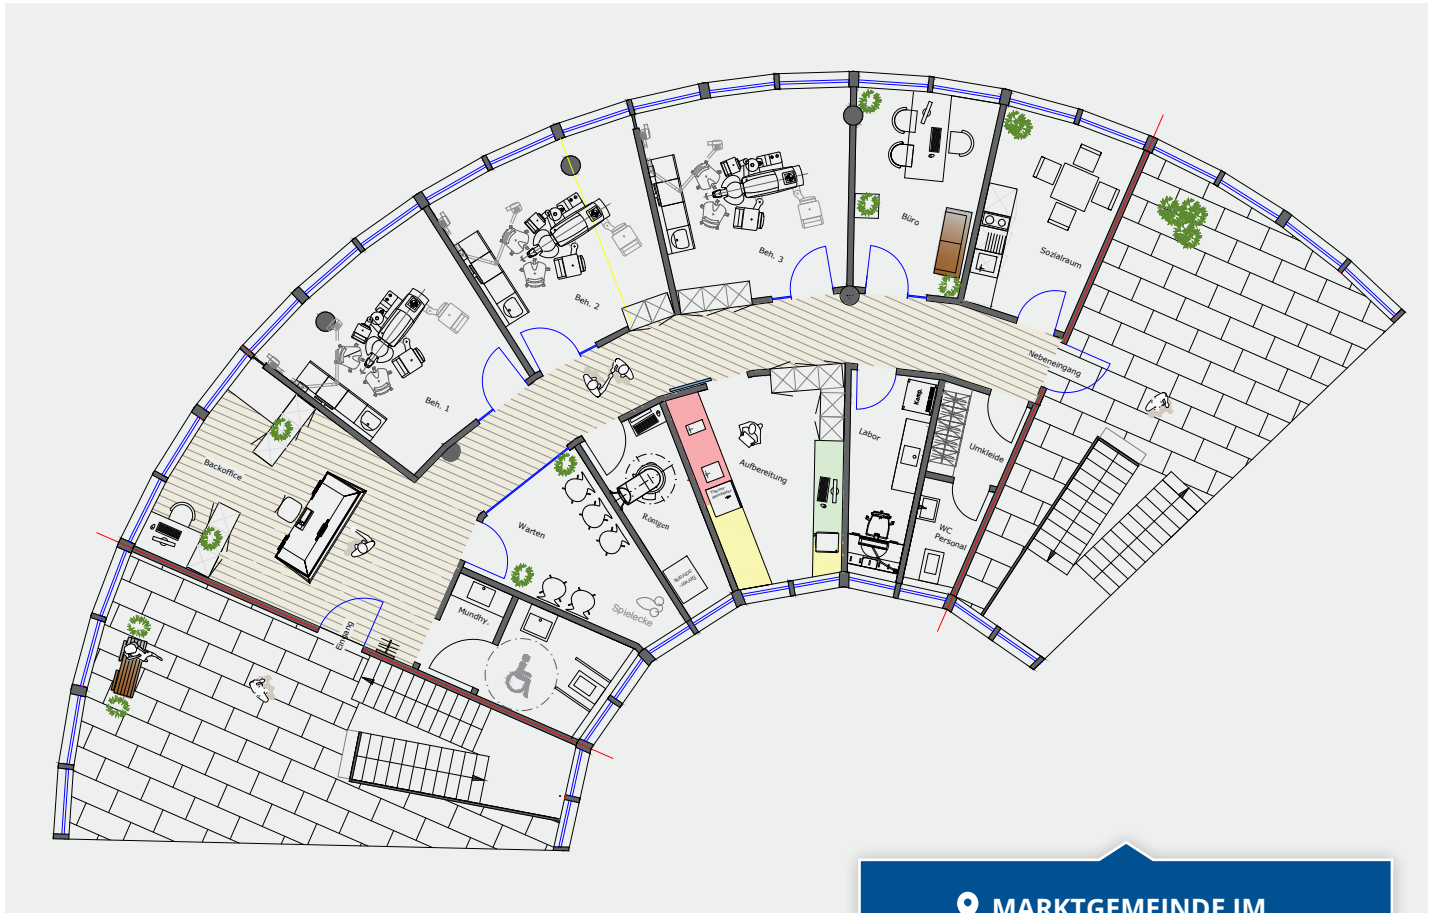 Büro
Sozialraum
Beh. 3
Beh. 2
Nebeneingang
Beh. 1
Komp.
Labor
Umkleide
Backoffice
Aufbereitung
Röntgen
Warten
WC
Personal
Mundhy.
Spielecke
Eingang
MARKTGEMEINDE IM